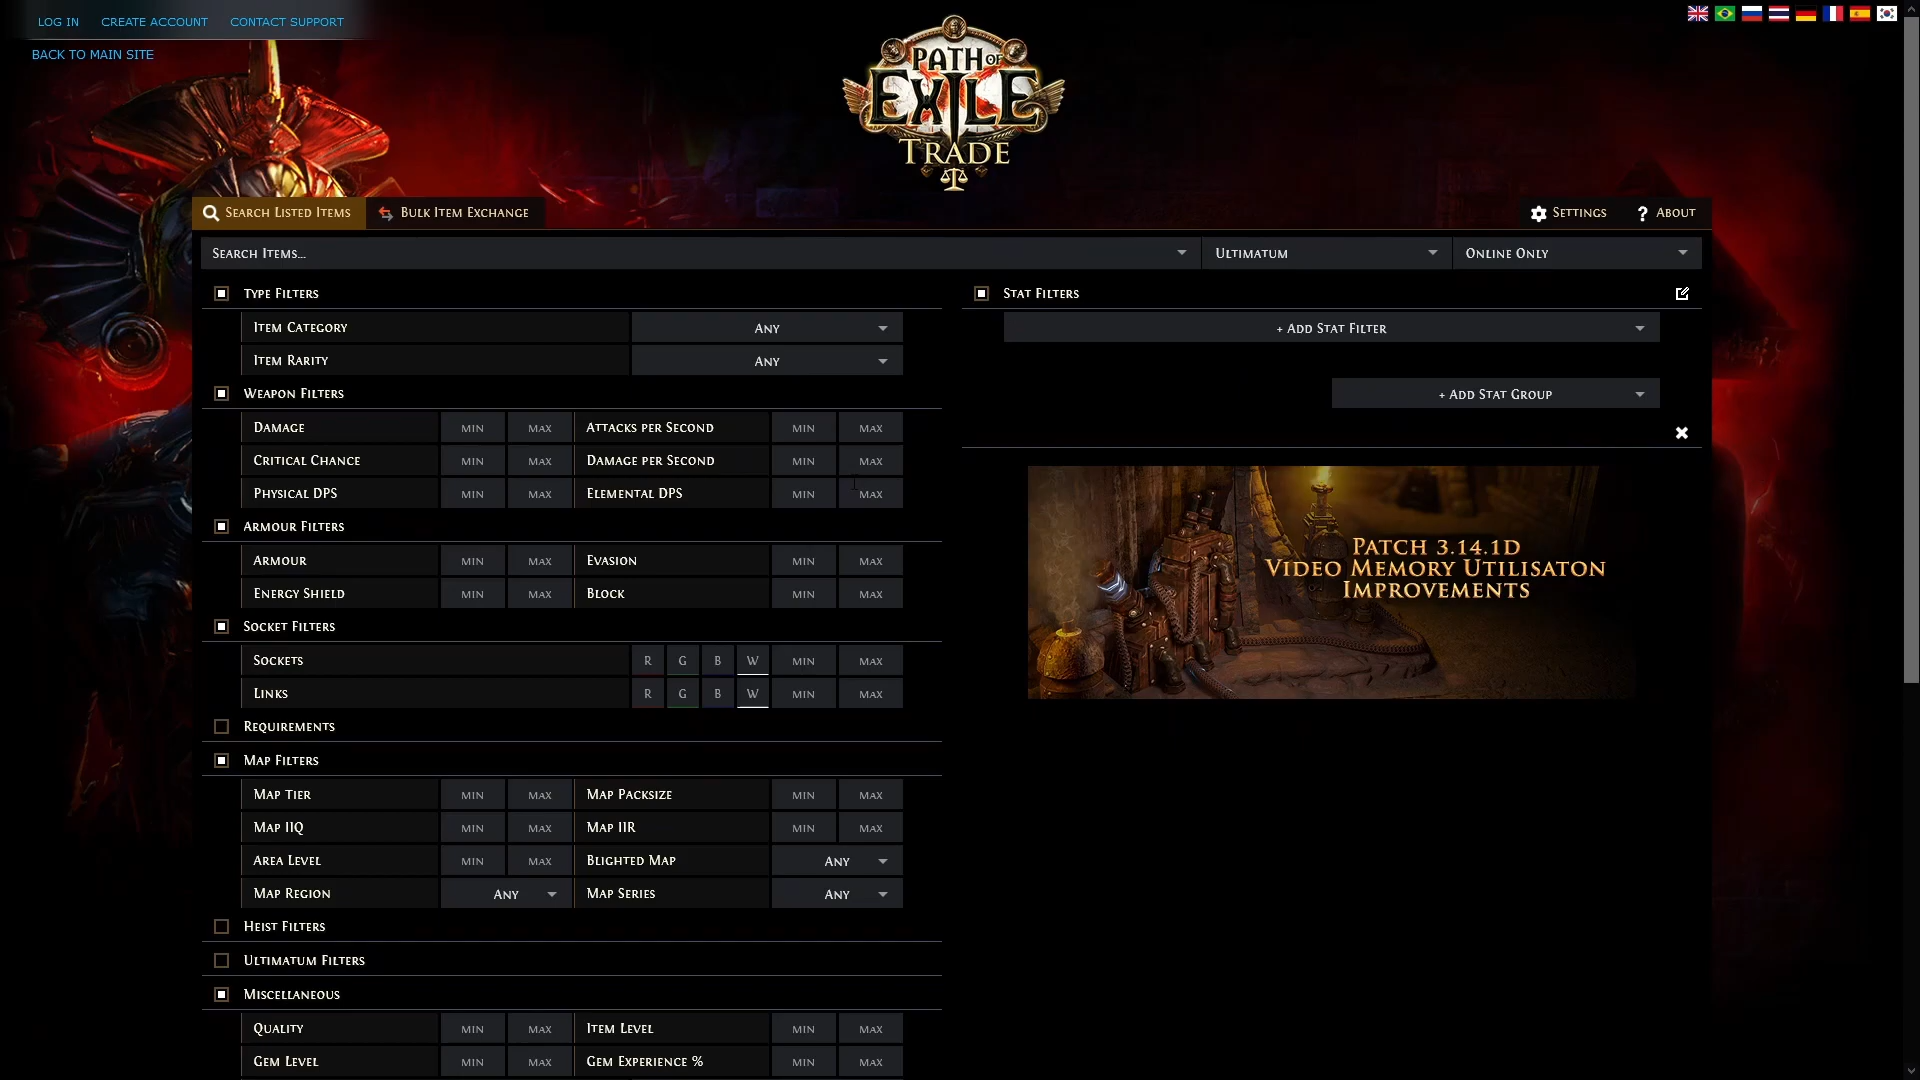 LOG IN CREATE ACCOUNT CONTACT SUPPORT
BACK TO MAIN SITE
PATH OF
EXILE
TRADE
SEARCH LISTED ITEMS BULK ITEM EXCHANGE SETTINGS ? ABOUT
SEARCH ITEMS... ULTIMATUM ONLINE ONLY
TYPE FILTERS
ITEM CATEGORY ANY
ITEM RARITY ANY
WEAPON FILTERS
DAMAGE MIN MAX ATTACKS PER SECOND MIN MAX
CRITICAL CHANCE MIN MAX DAMAGE PER SECOND MIN MAX
PHYSICAL DPS MIN MAX ELEMENTAL DPS MIN MAX
ARMOUR FILTERS
ARMOUR MIN MAX EVASION MIN MAX
ENERGY SHIELD MIN MAX BLOCK MIN MAX
SOCKET FILTERS
SOCKETS R G B W MIN MAX
LINKS R G B W MIN MAX
REQUIREMENTS
MAP FILTERS
MAP TIER MIN MAX MAP PACKSIZE MIN MAX
MAP IIQ MIN MAX MAP IIR MIN MAX
AREA LEVEL MIN MAX BLIGHTED MAP ANY
MAP REGION ANY MAP SERIES ANY
HEIST FILTERS
ULTIMATUM FILTERS
MISCELLANEOUS
QUALITY MIN MAX ITEM LEVEL MIN MAX
GEM LEVEL MIN MAX GEM EXPERIENCE % MIN MAX
STAT FILTERS
+ ADD STAT FILTER
+ ADD STAT GROUP
PATCH 3.14.1D
VIDEO MEMORY UTILISATON
IMPROVEMENTS